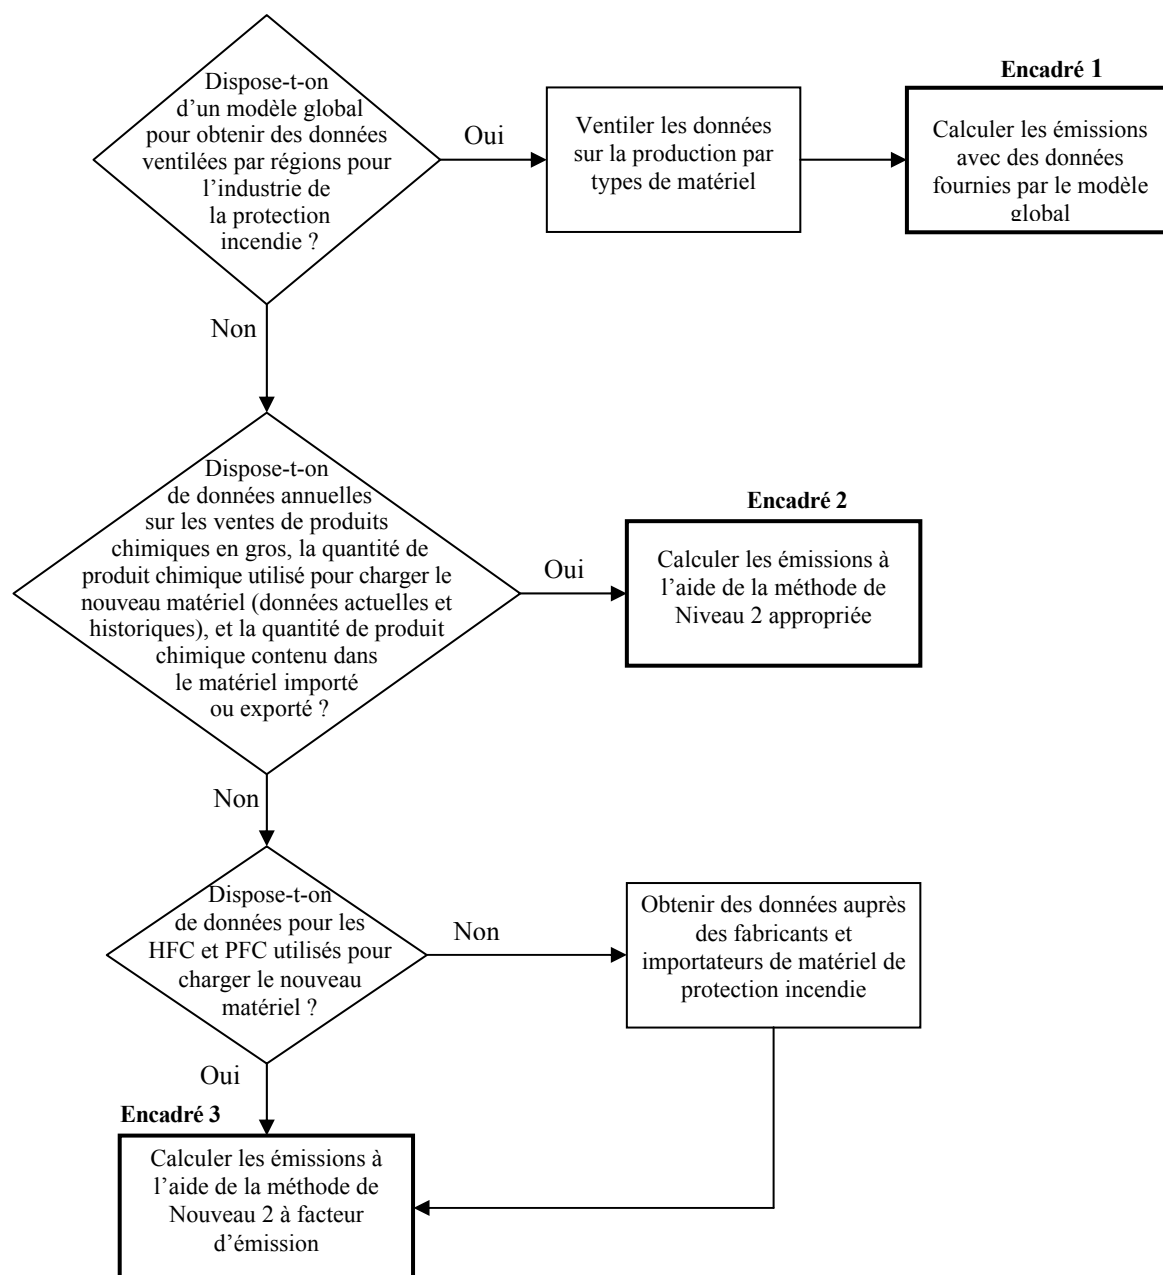 Dispose-t-on
d'un modèle global
pour obtenir des données
ventilées par régions pour
l'industrie de
la protection
incendie ?
Oui
Ventiler les données
sur la production par
types de matériel
Encadré 1
Calculer les émissions
avec des données
fournies par le modèle
global
Non
Dispose-t-on
de données annuelles
sur les ventes de produits
chimiques en gros, la quantité de
produit chimique utilisé pour charger le
nouveau matériel (données actuelles et
historiques), et la quantité de produit
chimique contenu dans
le matériel importé
ou exporté ?
Oui
Encadré 2
Calculer les émissions à
l'aide de la méthode de
Niveau 2 appropriée
Non
Dispose-t-on
de données pour les
HFC et PFC utilisés pour
charger le nouveau
matériel ?
Non
Obtenir des données auprès
des fabricants et
importateurs de matériel de
protection incendie
Oui
Encadré 3
Calculer les émissions à
l'aide de la méthode de
Nouveau 2 à facteur
d'émission